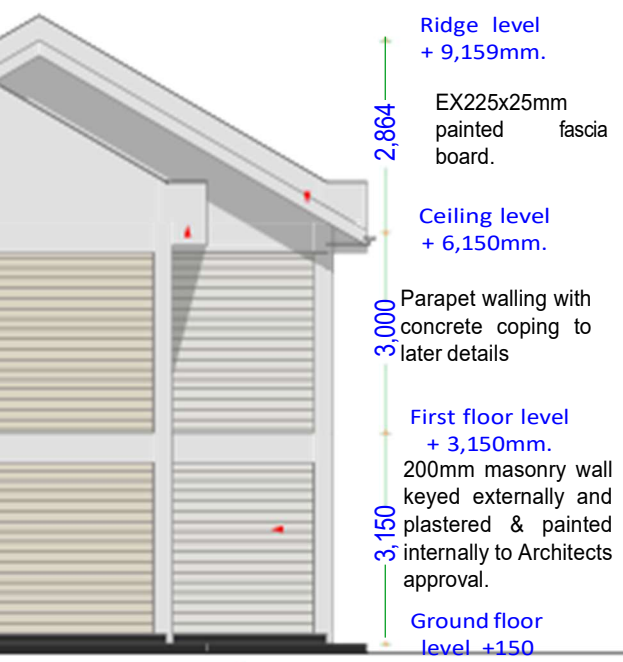 Ridge level
+ 9,159mm.
2,864
EX225x25mm
painted fascia
board.
Ceiling level
+ 6,150mm.
3,000
Parapet walling with
concrete coping to
later details
First floor level
+ 3,150mm.
3,150
200mm masonry wall
keyed externally and
plastered & painted
internally to Architects
approval.
Ground floor
level +150